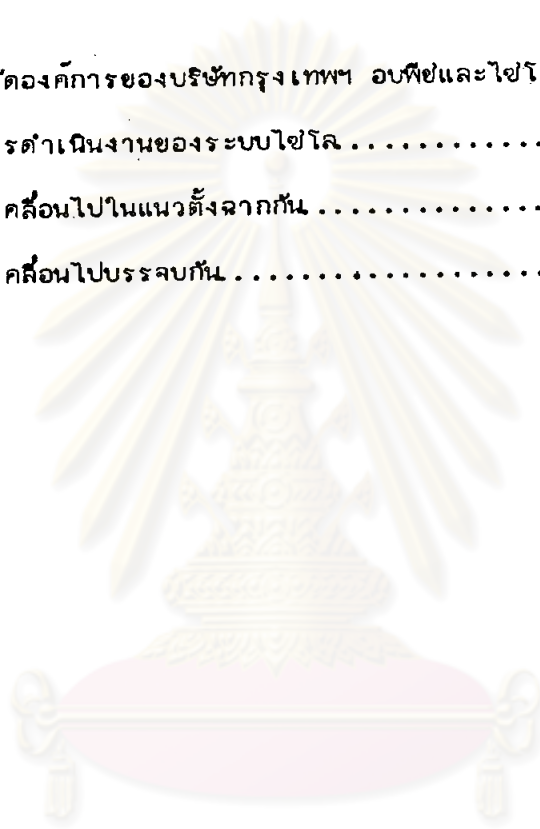 ัดองค์การของบริษัทกรุงเทพฯ อบพืชและไซโ
รดำเนินงานของระบบไซโล.............
คลื่อนไปในแนวตั้งฉากกัน...............
คลื่อนไปบรรจบกัน....................